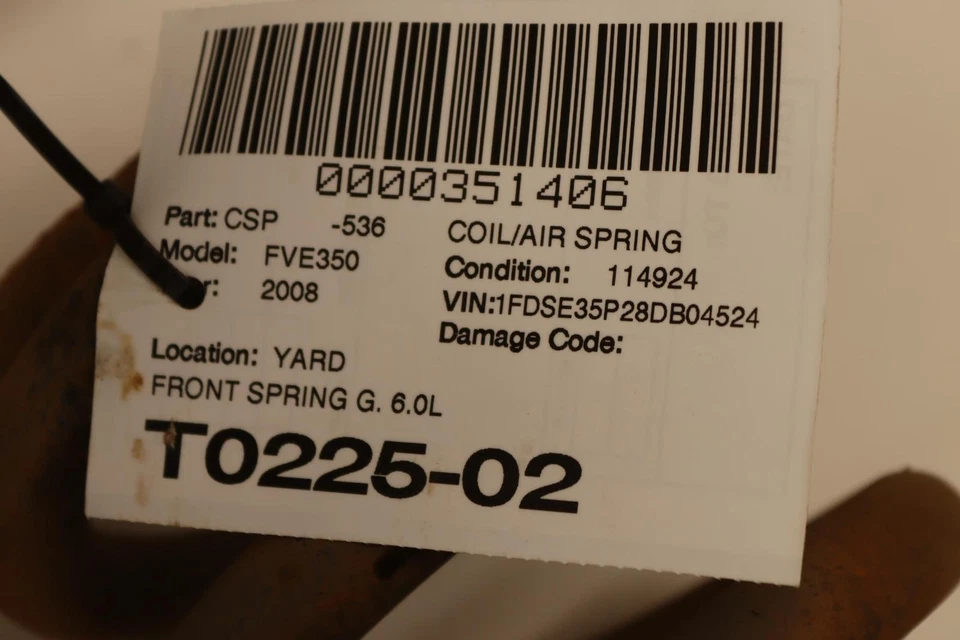 0000351406
Part: CSP -536 COIL/AIR SPRING
Model: FVE350 Condition: 114924
r: 2008 VIN:1FDSE35P28DB04524
Damage Code:
Location: YARD
FRONT SPRING G. 6.0L
T0225-02